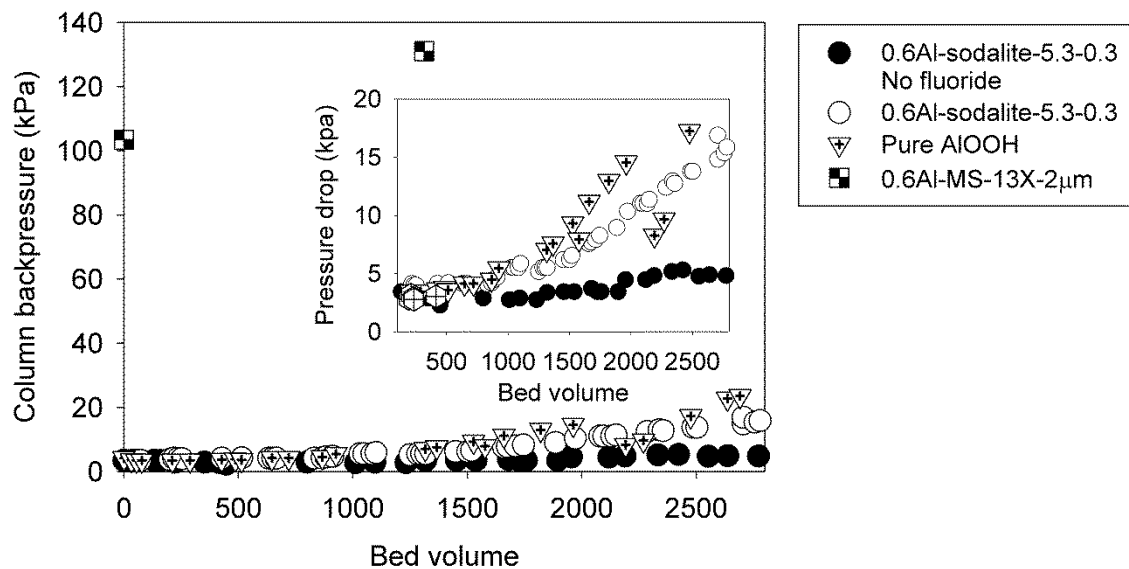 140
120
100
80
60
40
20
0
Column backpressure (kPa)
0
500
1000
1500
2000
2500
Bed volume
20
15
10
5
0
Pressure drop (kpa)
500
1000
1500
2000
2500
Bed volume
0.6Al-sodalite-5.3-0.3
No fluoride
0.6Al-sodalite-5.3-0.3
Pure AlOOH
0.6Al-MS-13X-2μm